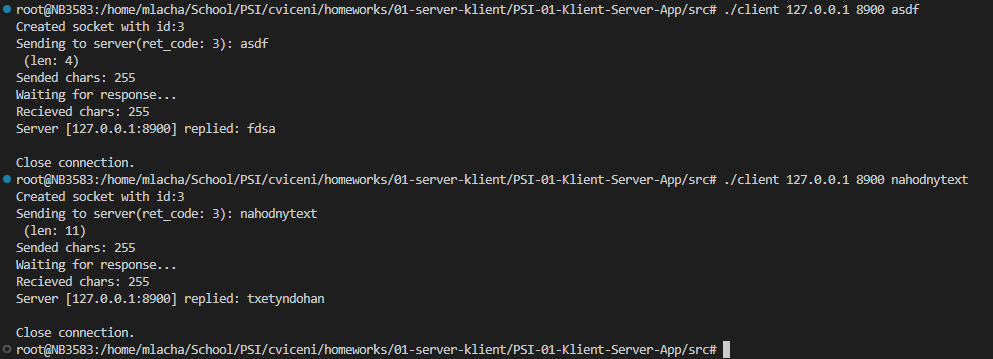 root@NB3583:/home/mlacha/School/PSI/cviceni/homeworks/01-server-klient/PSI-01-Klient-Server-App/src# ./client 127.0.0.1 8900 asdf
Created socket with id:3
Sending to server(ret_code: 3): asdf
 (len: 4)
Sended chars: 255
Waiting for response...
Recieved chars: 255
Server [127.0.0.1:8900] replied: fdsa

Close connection.
root@NB3583:/home/mlacha/School/PSI/cviceni/homeworks/01-server-klient/PSI-01-Klient-Server-App/src# ./client 127.0.0.1 8900 nahodnytext
Created socket with id:3
Sending to server(ret_code: 3): nahodnytext
 (len: 11)
Sended chars: 255
Waiting for response...
Recieved chars: 255
Server [127.0.0.1:8900] replied: txetyndohan

Close connection.
root@NB3583:/home/mlacha/School/PSI/cviceni/homeworks/01-server-klient/PSI-01-Klient-Server-App/src#